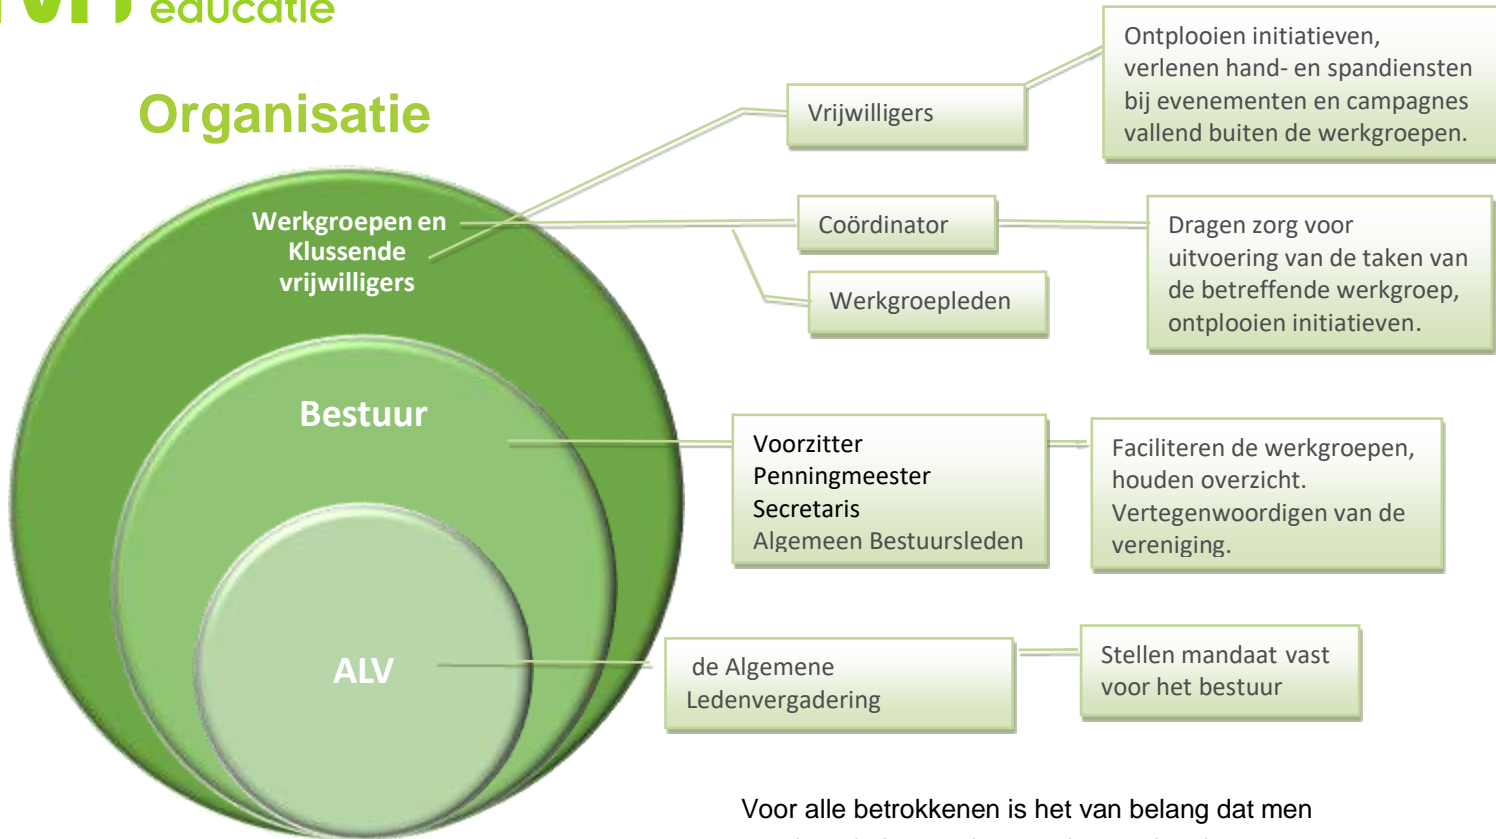 educatie
Organisatie
Werkgroepen en
Klussende
vrijwilligers
Vrijwilligers
Ontplooien initiatieven,
verlenen hand- en spandiensten
bij evenementen en campagnes
vallend buiten de werkgroepen.
Coördinator
Werkgroepleden
Dragen zorg voor
uitvoering van de taken van
de betreffende werkgroep,
ontplooien initiatieven.
Bestuur
Voorzitter
Penningmeester
Secretaris
Algemeen Bestuursleden
Faciliteren de werkgroepen,
houden overzicht.
Vertegenwoordigen van de
vereniging.
ALV
de Algemene
Ledenvergadering
Stellen mandaat vast
voor het bestuur
Voor alle betrokkenen is het van belang dat men